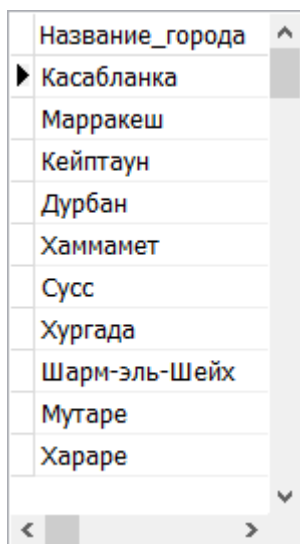 Название_города
Касабланка
Марракеш
Кейптаун
Дурбан
Хаммамет
Сусс
Хургада
Шарм-эль-Шейх
Мутаре
Хараре